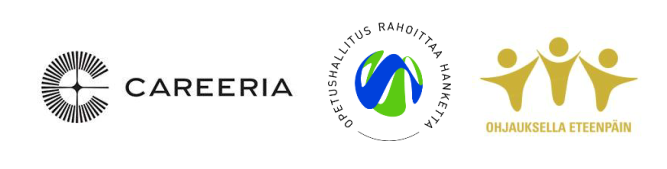 CAREERIA
OPETUSHALLITUS RAHOITTAA HANKETTA
OHJAUKSELLA ETEENPÄIN